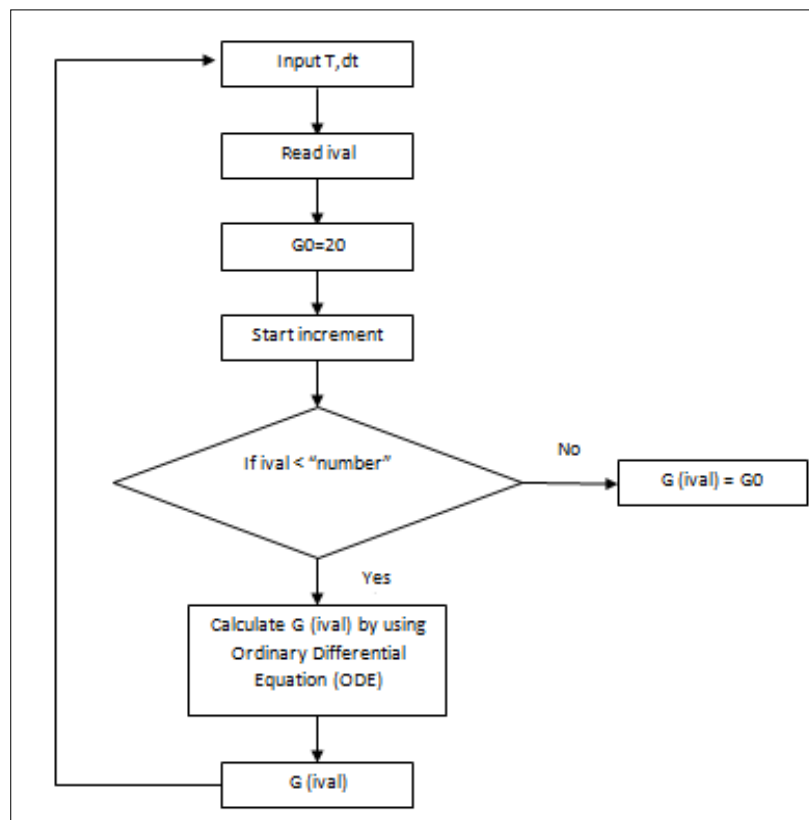 Input T,dt
Read ival
G0=20
Start increment
If ival < “number”
No
G (ival) = G0
Yes
Calculate G (ival) by using
Ordinary Differential
Equation (ODE)
G (ival)